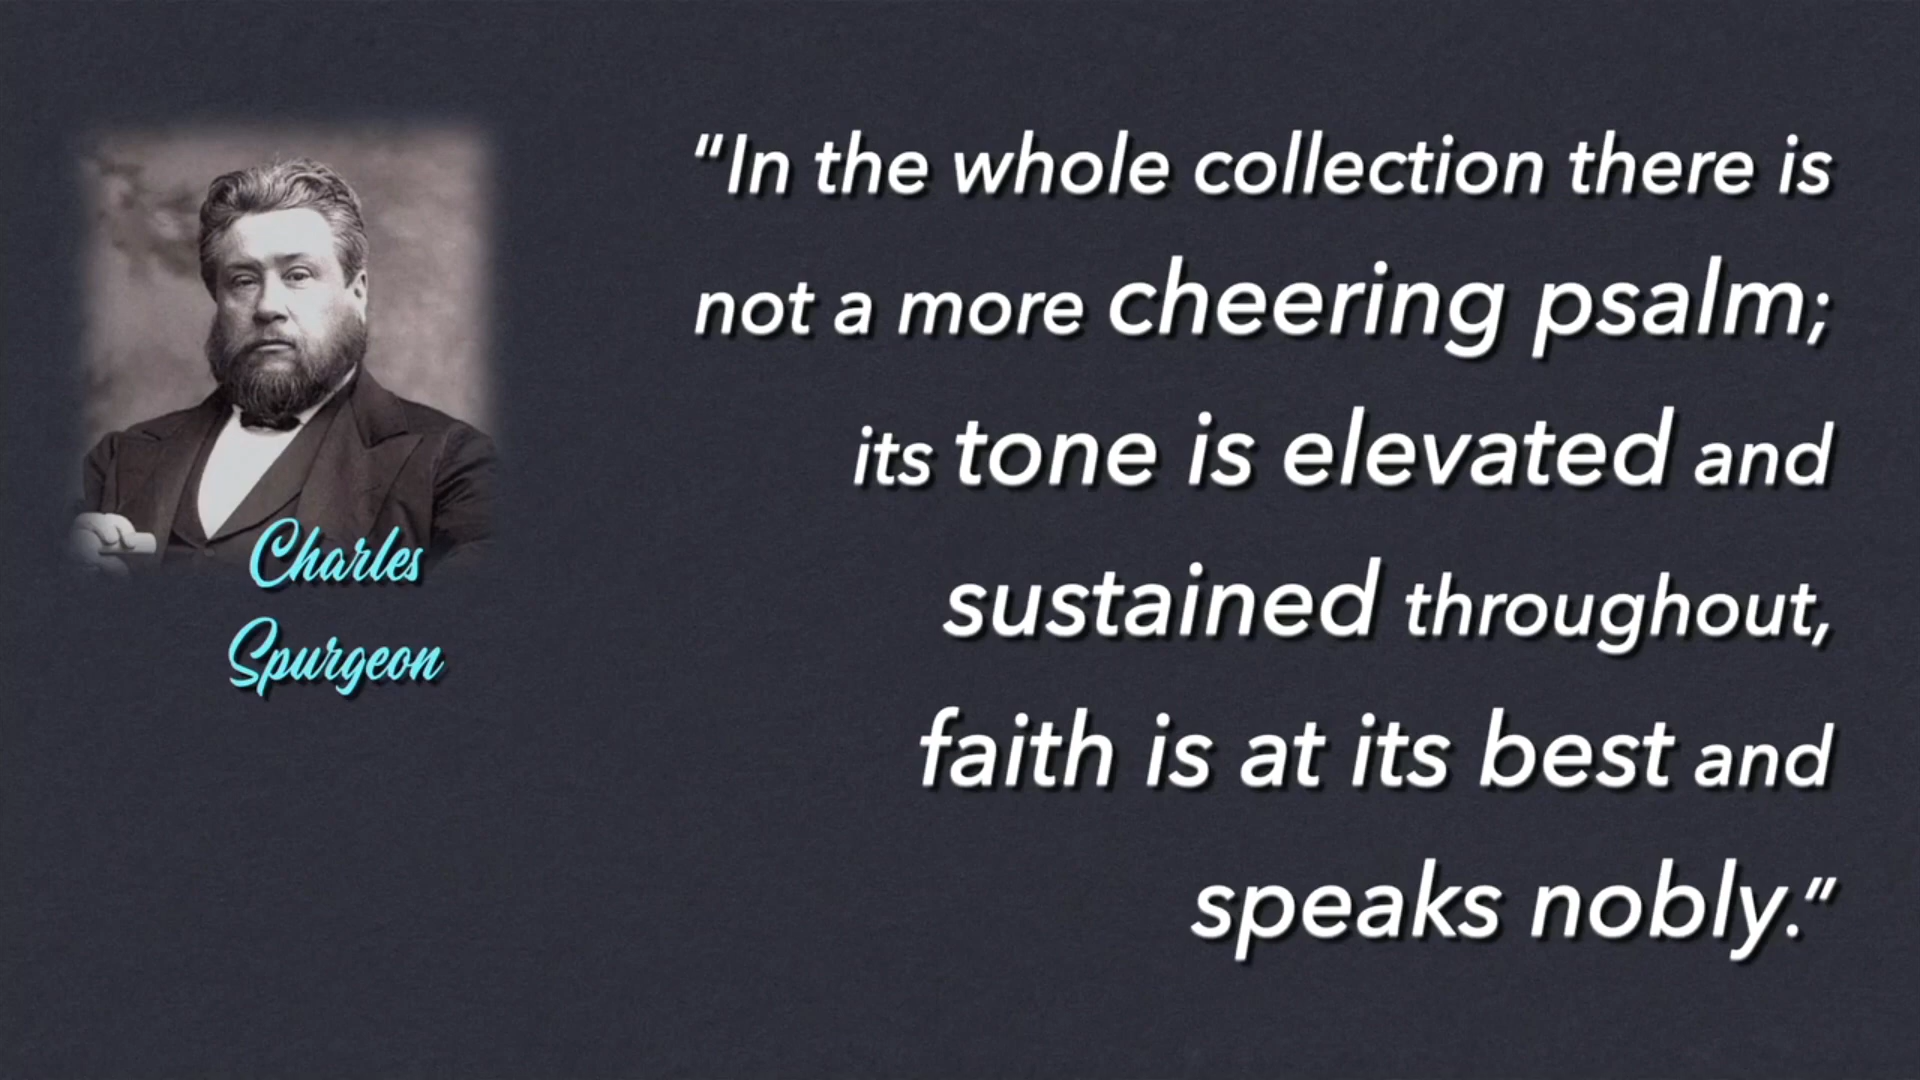 Charles
Spurgeon
“In the whole collection there is
not a more cheering psalm;
its tone is elevated and
sustained throughout,
faith is at its best and
speaks nobly.”